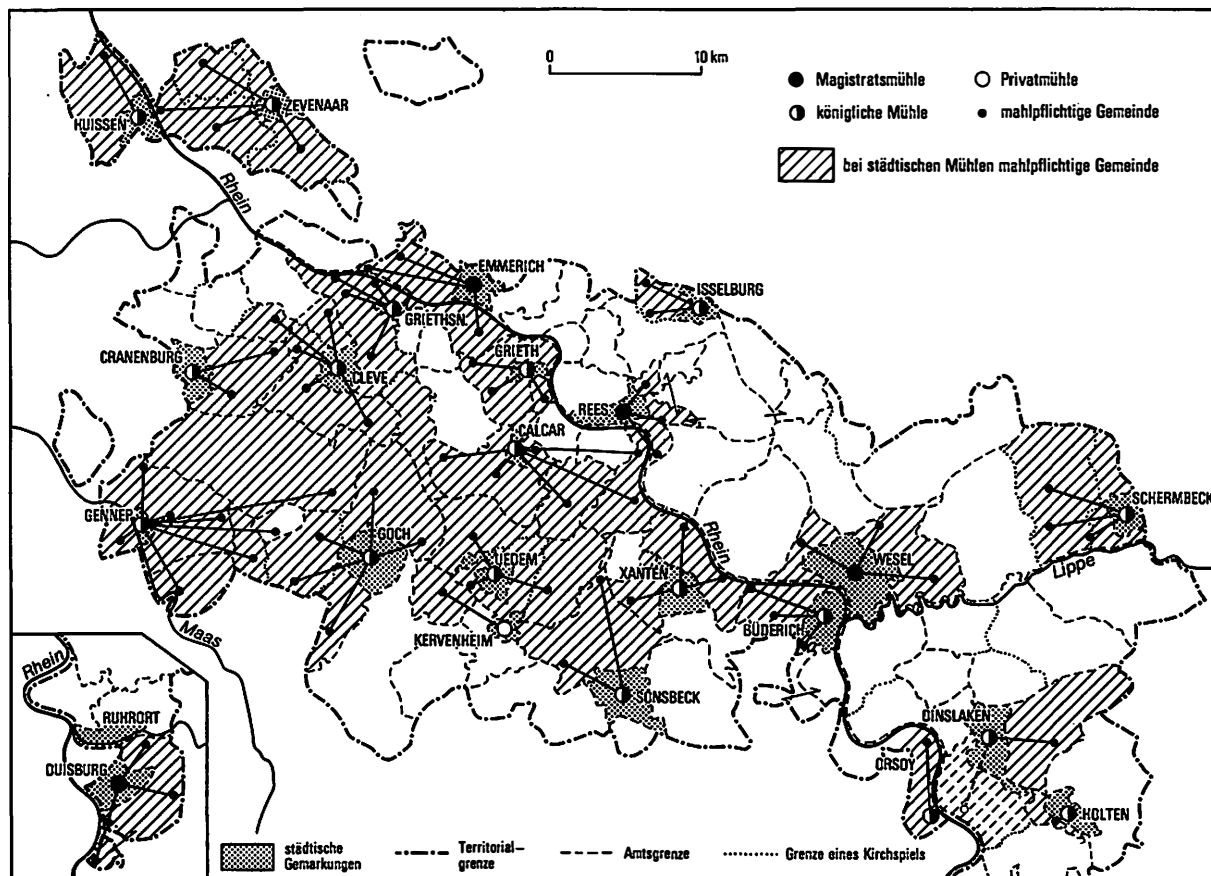 0 10 km
Magistratsmühle
Privatmühle
königliche Mühle
mahlpflichtige Gemeinde
bei städtischen Mühlen mahlpflichtige Gemeinde
HUISSEN
ZEVENAAR
Rhein
EMMERICH
ISSELBURG
GRIETHSN.
CRANENBURG
CLEVE
GRIETH
REES
CALCAR
SCHERMBECK
GENNEP
GOCH
Rhein
UEDEM
XANTEN
WESEL
Lippe
BÜDERICH
KERVENHEIM
Maas
SONSBECK
DINSLAKEN
ORSOY
HOLTEN
Rhein
RUHRORT
DUISBURG
städtische
Gemarkungen
Territorial-
grenze
Amtsgrenze
Grenze eines Kirchspiels